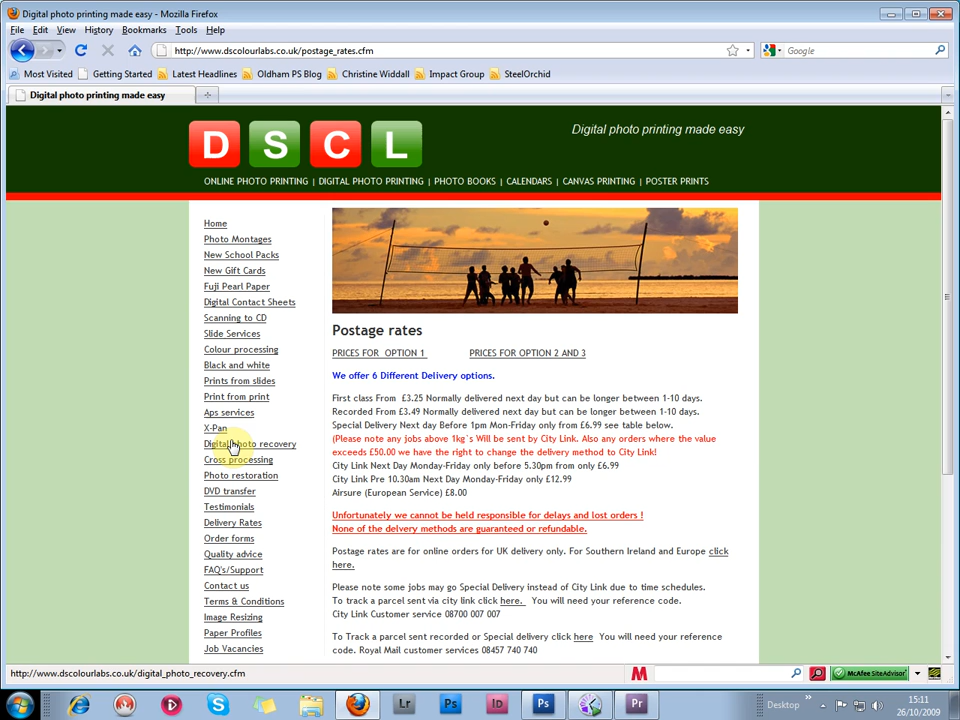 Digital photo printing made easy - Mozilla Firefox
File Edit View History Bookmarks Tools Help
http://www.dscolourlabs.co.uk/postage_rates.cfm
Google
Most Visited Getting Started Latest Headlines Oldham PS Blog Christine Widdall Impact Group SteelOrchid
Digital photo printing made easy
D S C L
Digital photo printing made easy
ONLINE PHOTO PRINTING | DIGITAL PHOTO PRINTING | PHOTO BOOKS | CALENDARS | CANVAS PRINTING | POSTER PRINTS
Home
Photo Montages
New School Packs
New Gift Cards
Fuji Pearl Paper
Digital Contact Sheets
Scanning to CD
Slide Services
Colour processing
Black and white
Prints from slides
Print from print
Aps services
X-Pan
Digital photo recovery
Cross processing
Photo restoration
DVD transfer
Testimonials
Delivery Rates
Order forms
Quality advice
FAQ's/Support
Contact us
Terms & Conditions
Image Resizing
Paper Profiles
Job Vacancies
Postage rates
PRICES FOR OPTION 1 PRICES FOR OPTION 2 AND 3
We offer 6 Different Delivery options.
First class From £3.25 Normally delivered next day but can be longer between 1-10 days.
Recorded From £3.49 Normally delivered next day but can be longer between 1-10 days.
Special Delivery Next day Before 1pm Mon-Friday only from £6.99 see table below.
(Please note any jobs above 1kg`s Will be sent by City Link. Also any orders where the value
exceeds £50.00 we have the right to change the delivery method to City Link!
City Link Next Day Monday-Friday only before 5.30pm from only £6.99
City Link Pre 10.30am Next Day Monday-Friday only £12.99
Airsure (European Service) £8.00
Unfortunately we cannot be held responsible for delays and lost orders !
None of the delvery methods are guaranteed or refundable.
Postage rates are for online orders for UK delivery only. For Southern Ireland and Europe click
here.
Please note some jobs may go Special Delivery instead of City Link due to time schedules.
To track a parcel sent via city link click here. You will need your reference code.
City Link Customer service 08700 007 007
To Track a parcel sent recorded or Special delivery click here You will need your reference
code. Royal Mail customer services 08457 740 740
http://www.dscolourlabs.co.uk/digital_photo_recovery.cfm
McAfee SiteAdvisor
Lr Ps Id Ps Pr
Desktop
15:11
26/10/2009